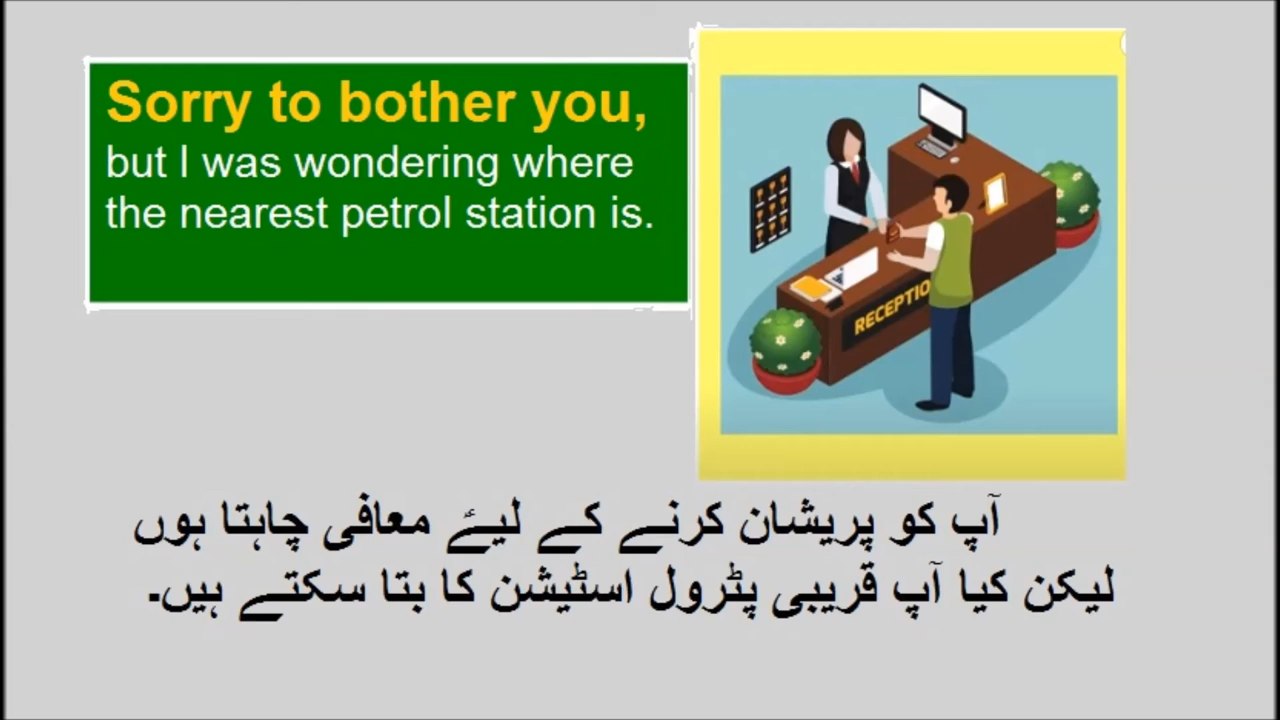 Sorry to bother you,
but I was wondering where
the nearest petrol station is.
RECEPTIO
آپ کو پریشان کرنے کے لیۓ معافی چاہتا ہوں
لیکن کیا آپ قریبی پٹرول اسٹیشن کا بتا سکتے ہیں۔